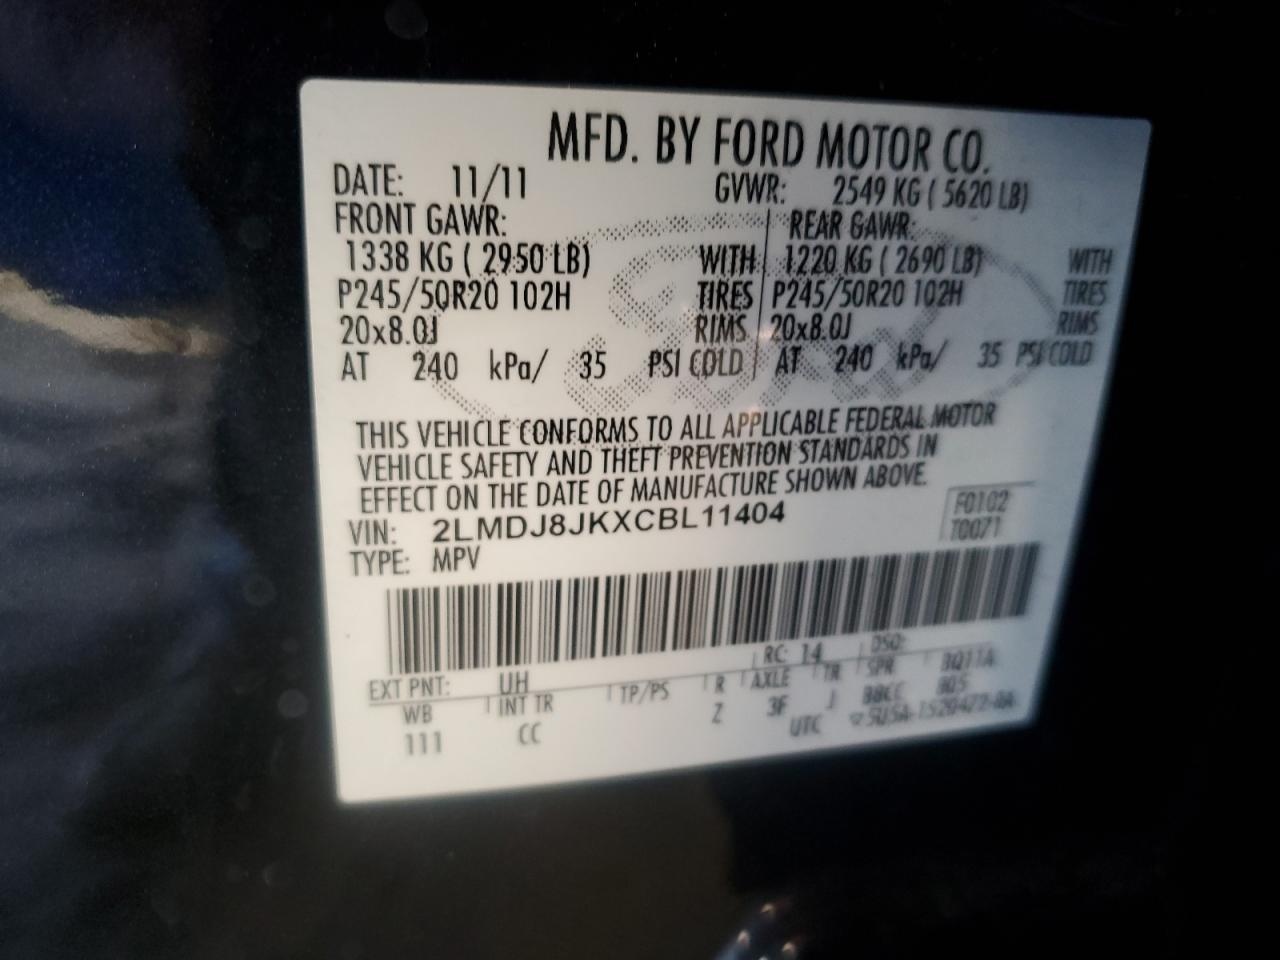 MFD. BY FORD MOTOR CO.
DATE: 11/11 GVWR: 2549 KG ( 5620 LB)
FRONT GAWR: REAR GAWR:
1338 KG ( 2950 LB) WITH 1220 KG ( 2690 LB) WITH
P245/50R20 102H TIRES P245/50R20 102H TIRES
20x8.0J RIMS 20x8.0J RIMS
AT 240 kPa/ 35 PSI COLD AT 240 kPa/ 35 PSI COLD
Ford
THIS VEHICLE CONFORMS TO ALL APPLICABLE FEDERAL MOTOR
VEHICLE SAFETY AND THEFT PREVENTION STANDARDS IN
EFFECT ON THE DATE OF MANUFACTURE SHOWN ABOVE.
VIN: 2LMDJ8JKXCBL11404 F0102
TYPE: MPV T0071
EXT PNT: UH RC: 14 DSO:
WB INT TR TP/PS R AXLE TR SPR
111 CC Z 3F J
UTC